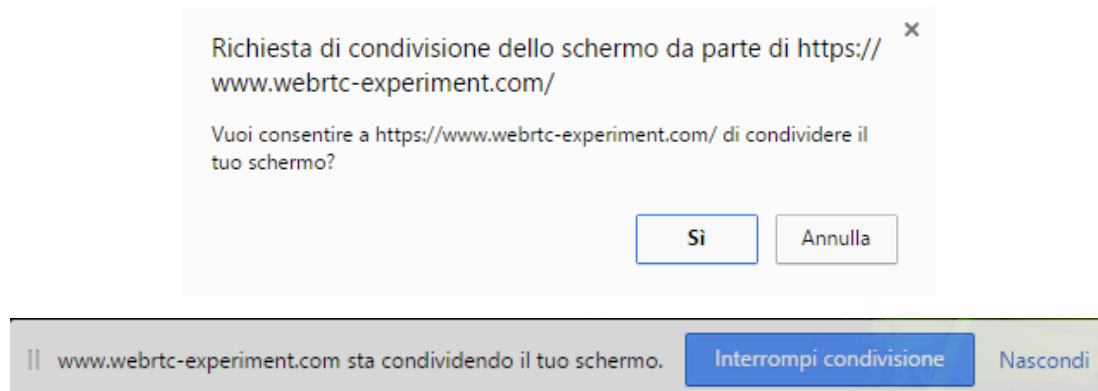 Richiesta di condivisione dello schermo da parte di https://
www.webrtc-experiment.com/
Vuoi consentire a https://www.webrtc-experiment.com/ di condividere il
tuo schermo?
Sì Annulla
www.webrtc-experiment.com sta condividendo il tuo schermo. Interrompi condivisione Nascondi